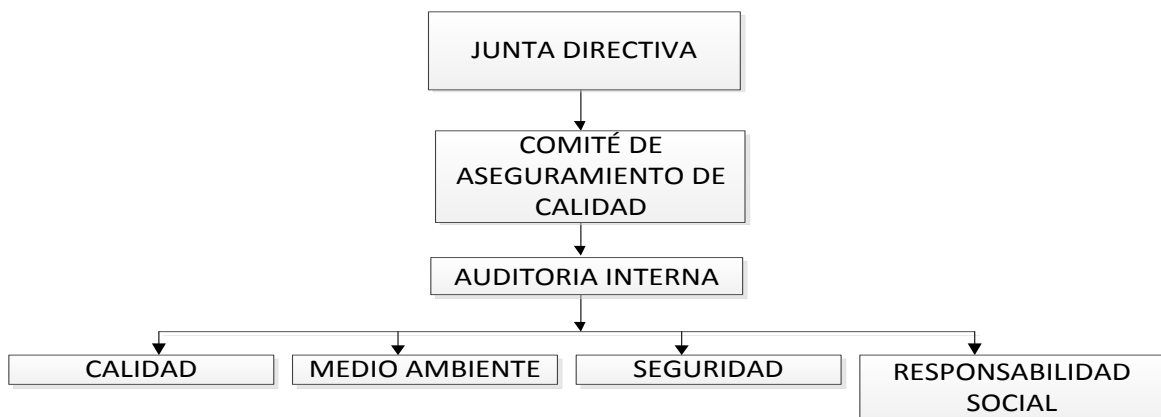 JUNTA DIRECTIVA
COMITÉ DE
ASEGURAMIENTO DE
CALIDAD
AUDITORIA INTERNA
CALIDAD
MEDIO AMBIENTE
SEGURIDAD
RESPONSABILIDAD
SOCIAL